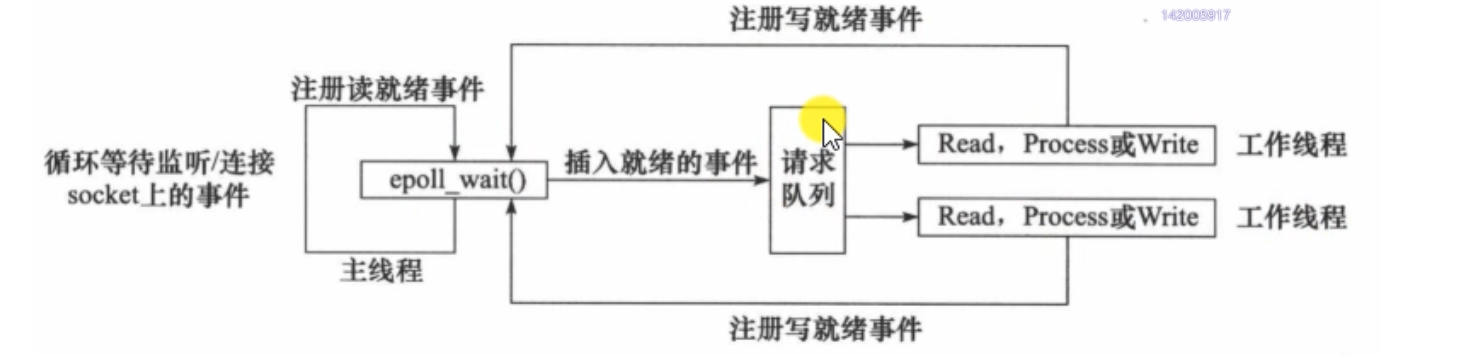 注册写就绪事件
142005917
注册读就绪事件
循环等待监听/连接
socket上的事件
epoll_wait()
插入就绪的事件
请求
队列
Read，Process或Write
工作线程
Read，Process或Write
工作线程
主线程
注册写就绪事件